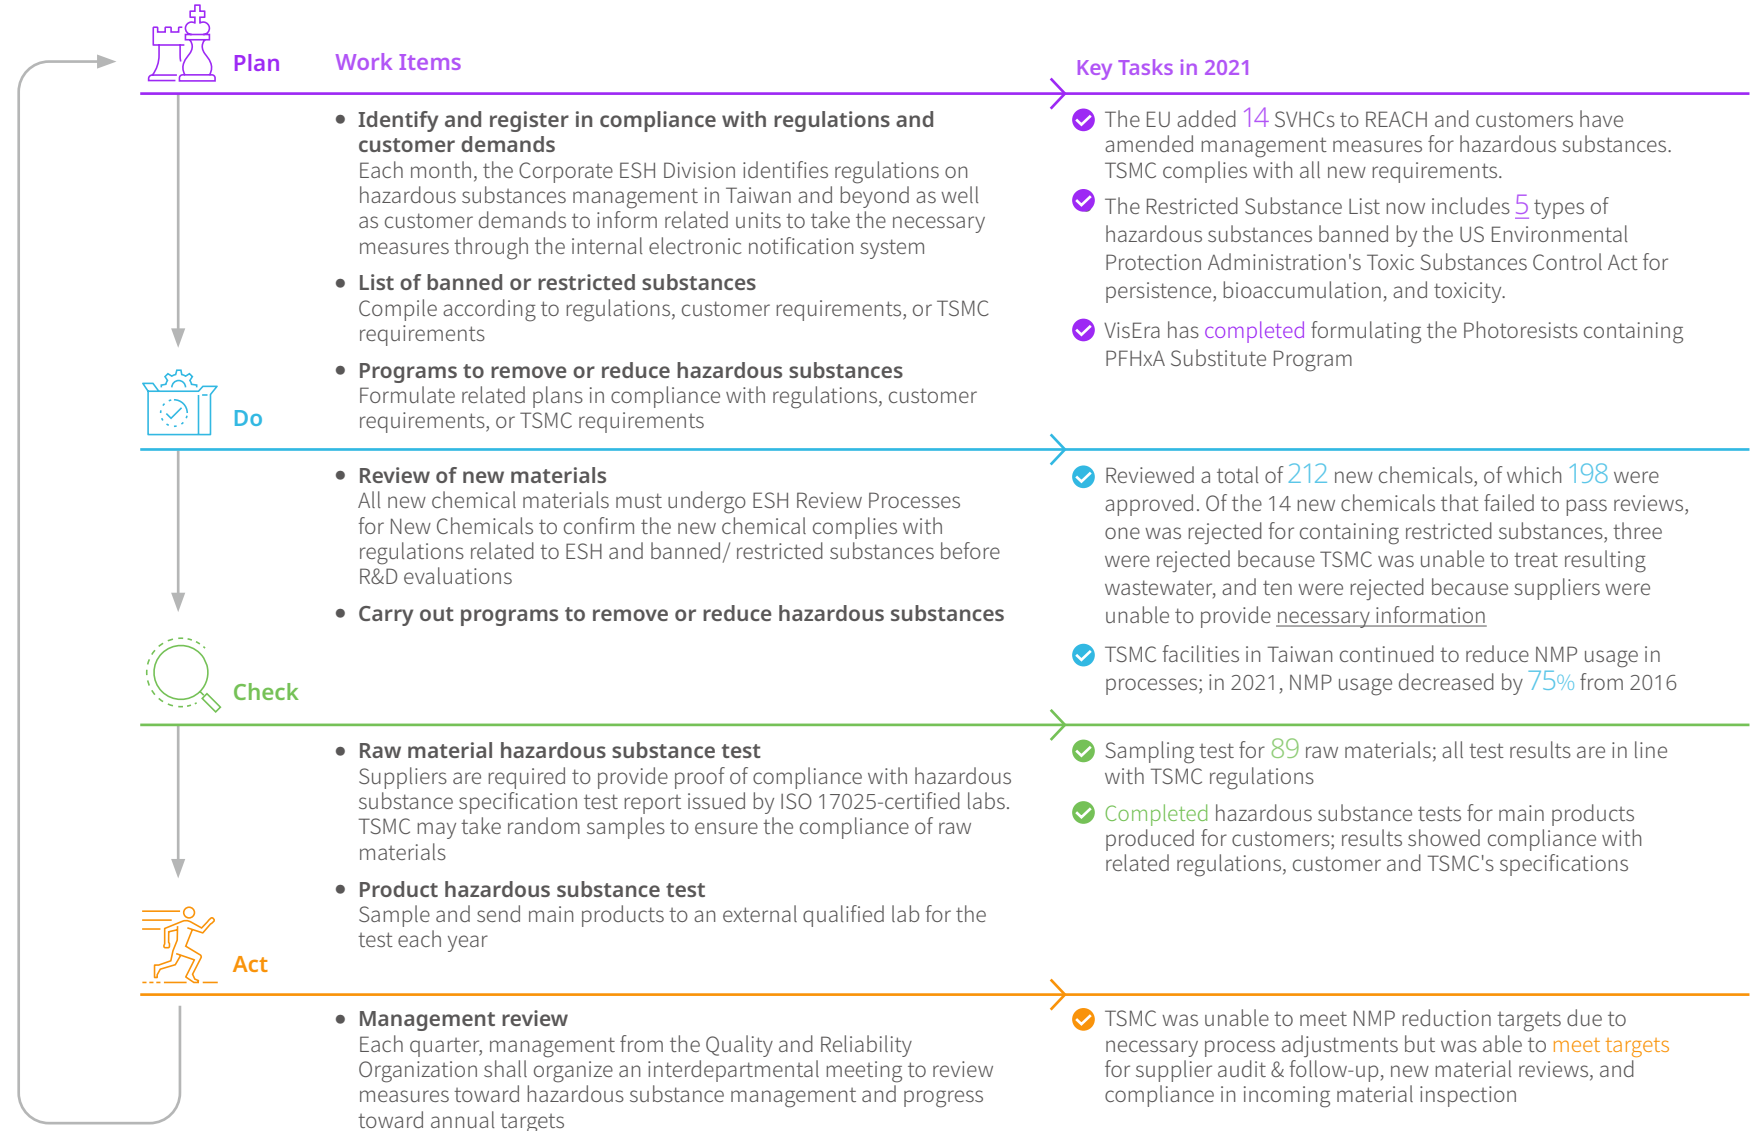 Plan
Work Items
Key Tasks in 2021
• Identify and register in compliance with regulations and
customer demands
Each month, the Corporate ESH Division identifies regulations on
hazardous substances management in Taiwan and beyond as well
as customer demands to inform related units to take the necessary
measures through the internal electronic notification system
• List of banned or restricted substances
Compile according to regulations, customer requirements, or TSMC
requirements
• Programs to remove or reduce hazardous substances
Formulate related plans in compliance with regulations, customer
requirements, or TSMC requirements
The EU added 14 SVHCs to REACH and customers have
amended management measures for hazardous substances.
TSMC complies with all new requirements.
The Restricted Substance List now includes 5 types of
hazardous substances banned by the US Environmental
Protection Administration's Toxic Substances Control Act for
persistence, bioaccumulation, and toxicity.
VisEra has completed formulating the Photoresists containing
PFHxA Substitute Program
Do
• Review of new materials
All new chemical materials must undergo ESH Review Processes
for New Chemicals to confirm the new chemical complies with
regulations related to ESH and banned/ restricted substances before
R&D evaluations
• Carry out programs to remove or reduce hazardous substances
Reviewed a total of 212 new chemicals, of which 198 were
approved. Of the 14 new chemicals that failed to pass reviews,
one was rejected for containing restricted substances, three
were rejected because TSMC was unable to treat resulting
wastewater, and ten were rejected because suppliers were
unable to provide necessary information
TSMC facilities in Taiwan continued to reduce NMP usage in
processes; in 2021, NMP usage decreased by 75% from 2016
Check
• Raw material hazardous substance test
Suppliers are required to provide proof of compliance with hazardous
substance specification test report issued by ISO 17025-certified labs.
TSMC may take random samples to ensure the compliance of raw
materials
• Product hazardous substance test
Sample and send main products to an external qualified lab for the
test each year
Sampling test for 89 raw materials; all test results are in line
with TSMC regulations
Completed hazardous substance tests for main products
produced for customers; results showed compliance with
related regulations, customer and TSMC's specifications
Act
• Management review
Each quarter, management from the Quality and Reliability
Organization shall organize an interdepartmental meeting to review
measures toward hazardous substance management and progress
toward annual targets
TSMC was unable to meet NMP reduction targets due to
necessary process adjustments but was able to meet targets
for supplier audit & follow-up, new material reviews, and
compliance in incoming material inspection